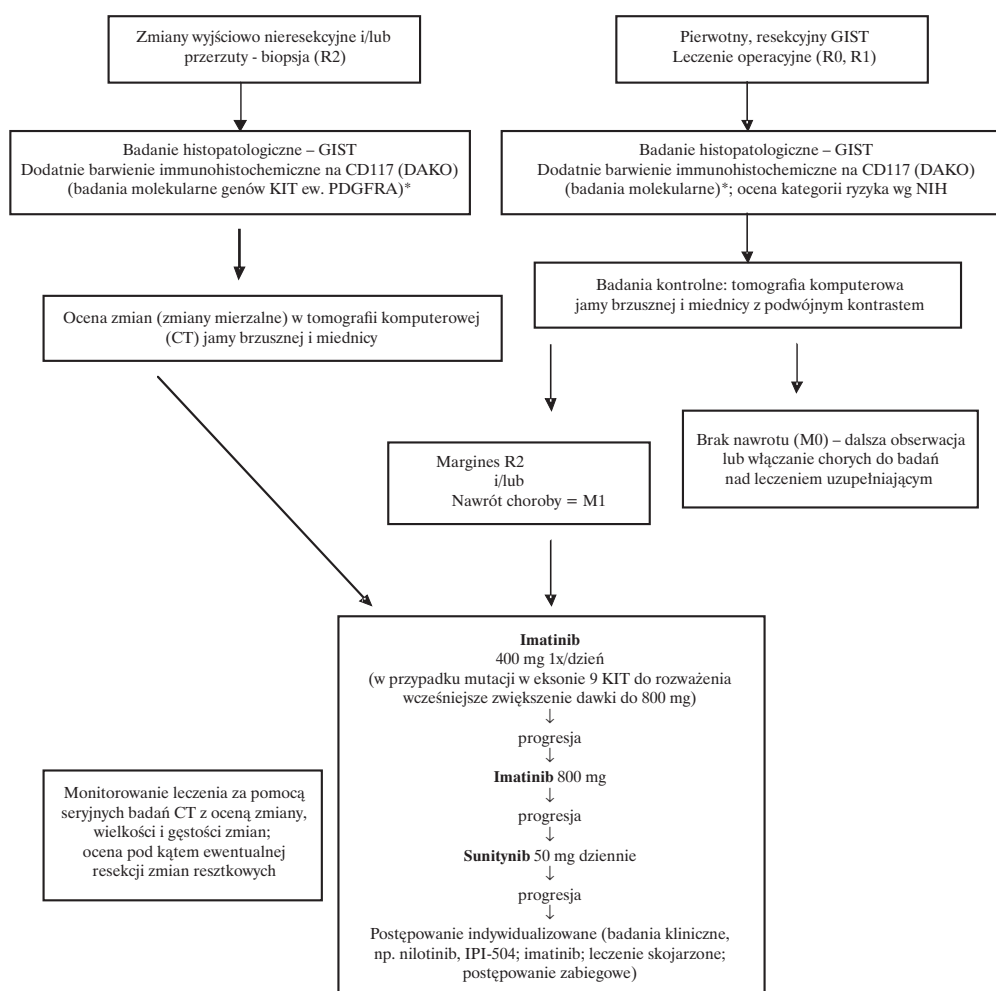 Zmiany wyjściowo nieresekcyjne i/lub
przerzuty - biopsja (R2)
Pierwotny, resekcyjny GIST
Leczenie operacyjne (R0, R1)
Badanie histopatologiczne – GIST
Dodatnie barwienie immunohistochemiczne na CD117 (DAKO)
(badania molekularne genów KIT ew. PDGFRA)*
Badanie histopatologiczne – GIST
Dodatnie barwienie immunohistochemiczne na CD117 (DAKO)
(badania molekularne)*; ocena kategorii ryzyka wg NIH
Ocena zmian (zmiany mierzalne) w tomografii komputerowej
(CT) jamy brzusznej i miednicy
Badania kontrolne: tomografia komputerowa
jamy brzusznej i miednicy z podwójnym kontrastem
Margines R2
i/lub
Nawrót choroby = M1
Brak nawrotu (M0) – dalsza obserwacja
lub włączanie chorych do badań
nad leczeniem uzupełniającym
Imatinib
400 mg 1x/dzień
(w przypadku mutacji w eksonie 9 KIT do rozważenia
wcześniejsze zwiększenie dawki do 800 mg)
↓
progresja
↓
Imatinib 800 mg
↓
progresja
↓
Sunitynib 50 mg dziennie
↓
progresja
↓
Postępowanie indywidualizowane (badania kliniczne,
np. nilotinib, IPI-504; imatinib; leczenie skojarzone;
postępowanie zabiegowe)
Monitorowanie leczenia za pomocą
seryjnych badań CT z oceną zmiany,
wielkości i gęstości zmian;
ocena pod kątem ewentualnej
resekcji zmian resztkowych